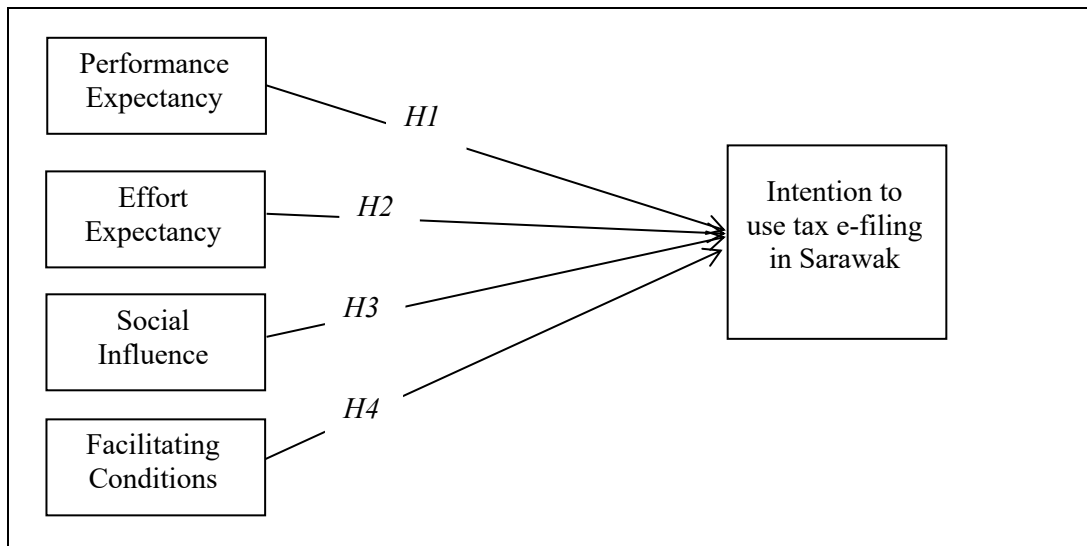 Performance
Expectancy
H1
Effort
Expectancy
H2
Social
Influence
H3
Facilitating
Conditions
H4
Intention to
use tax e-filing
in Sarawak